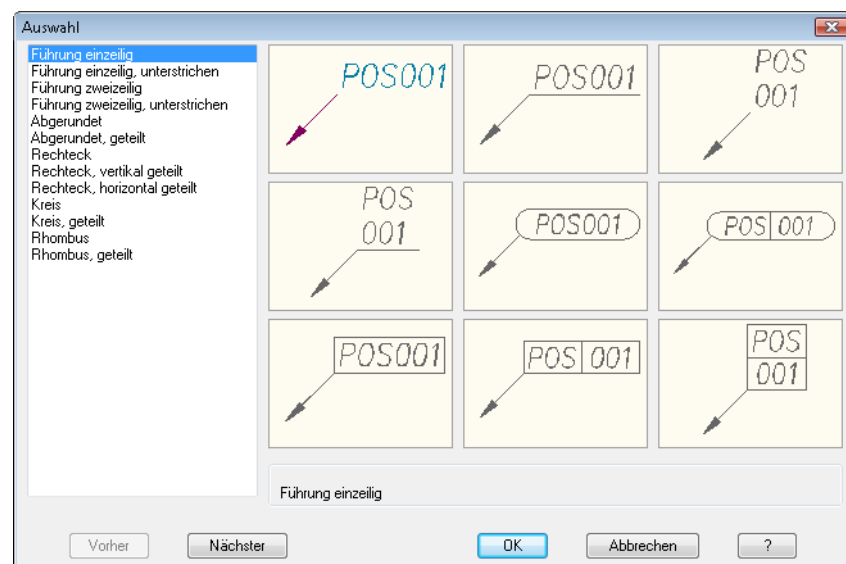 Auswahl
Führung einzeilig
Führung einzeilig, unterstrichen
Führung zweizeilig
Führung zweizeilig, unterstrichen
Abgerundet
Abgerundet, geteilt
Rechteck
Rechteck, vertikal geteilt
Rechteck, horizontal geteilt
Kreis
Kreis, geteilt
Rhombus
Rhombus, geteilt
POS001
POS001
POS
001
POS
001
POS001
POS 001
POS001
POS 001
POS
001
Führung einzeilig
Vorher
Nächster
OK
Abbrechen
?